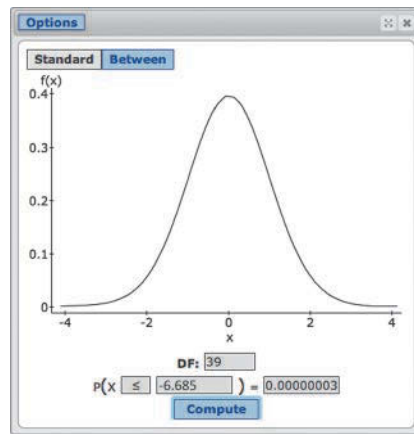 Options
Standard Between
f(x)
0.4
0.3
0.2
0.1
0
-4 -2 0 2 4
x
DF: 39
P(X ≤ -6.685 ) = 0.00000003
Compute